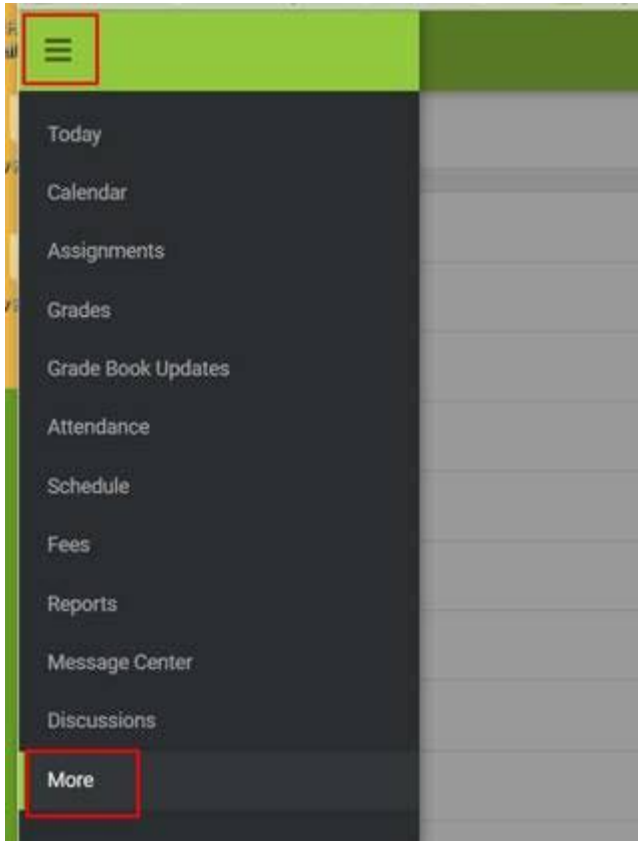 Today
Calendar
Assignments
Grades
Grade Book Updates
Attendance
Schedule
Fees
Reports
Message Center
Discussions
More